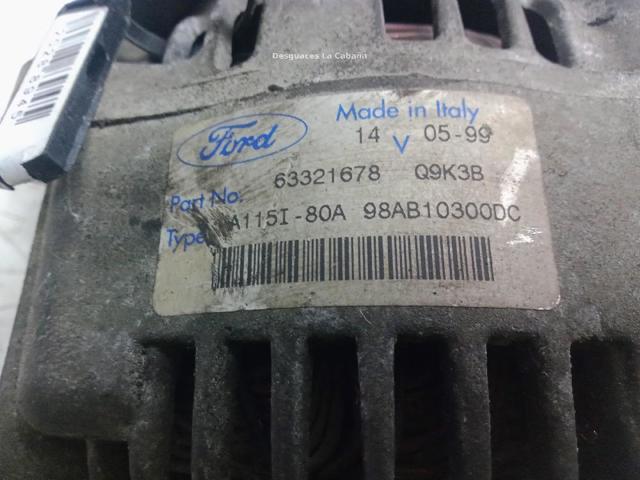 Desguaces La Cabaña
Ford
Made in Italy
14 V 05-99
Part No. 63321678 Q9K3B
Type A115I-80A 98AB10300DC